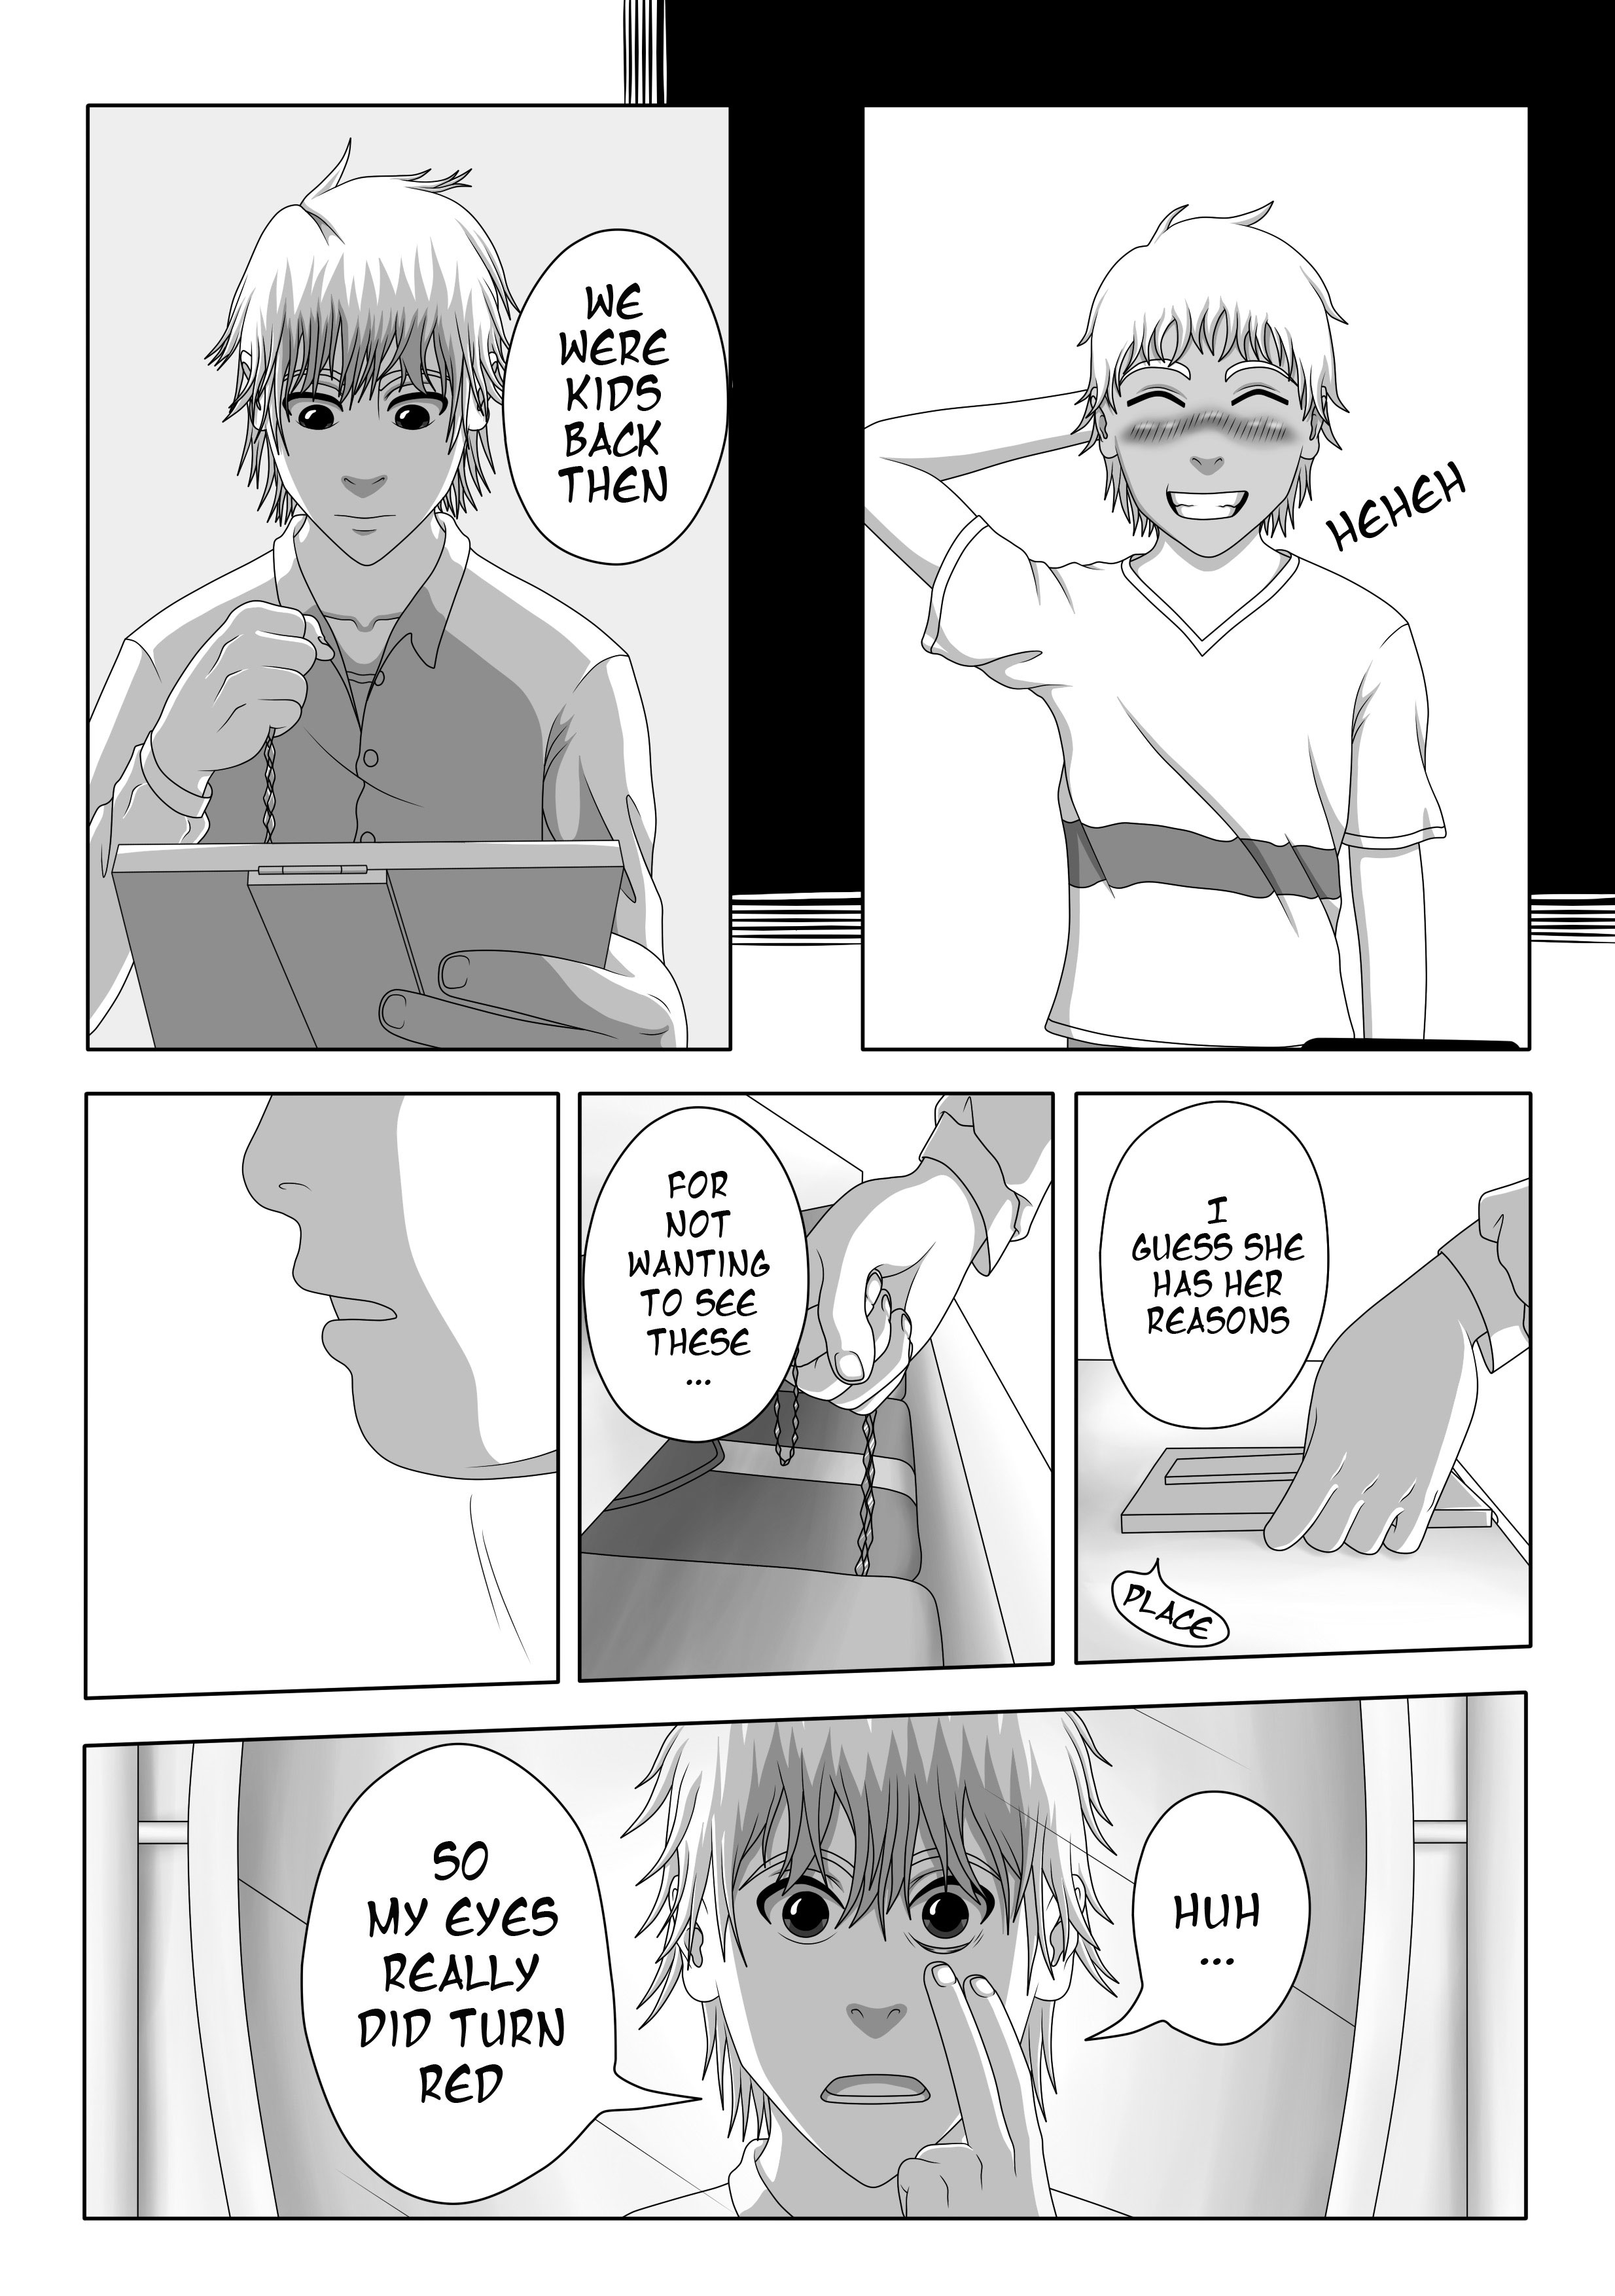 HEHEH
WE
WERE
KIDS
BACK
THEN
I
GUESS SHE
HAS HER
REASONS
PLACE
FOR
NOT
WANTING
TO SEE
THESE
...
HUH
...
SO
MY EYES
REALLY
DID TURN
RED